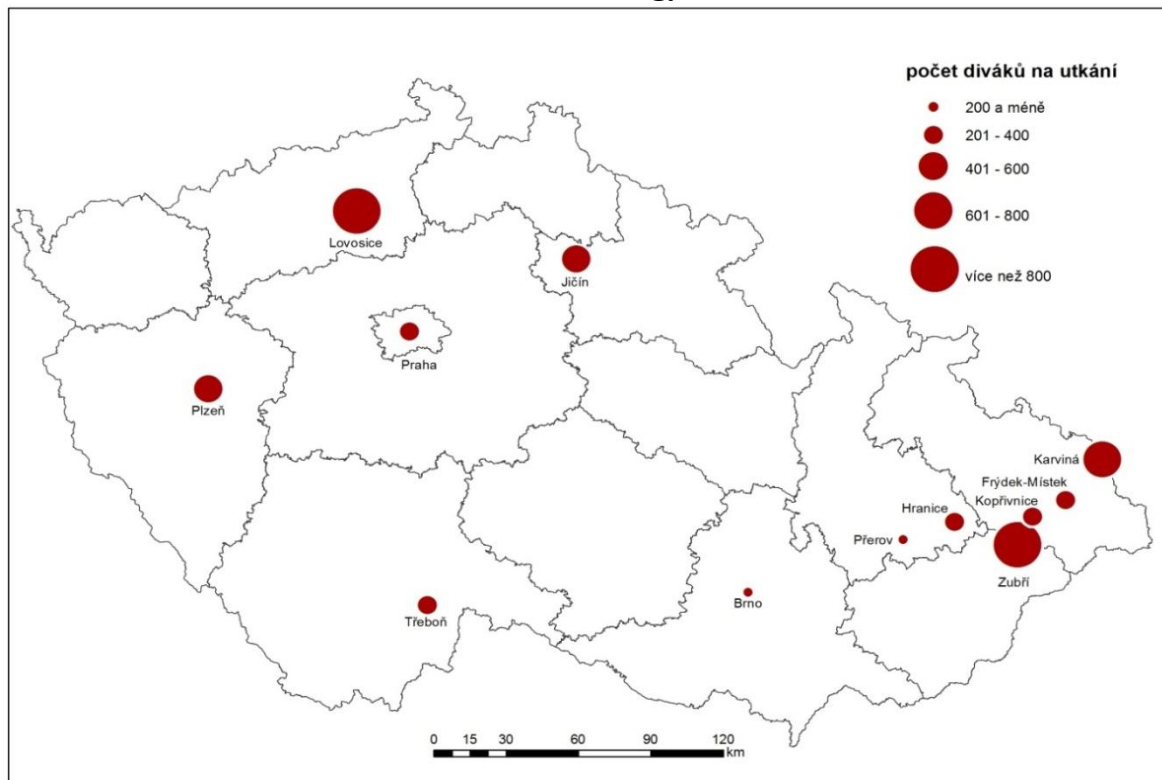 počet diváků na utkání
200 a méně
201 - 400
401 - 600
601 - 800
více než 800
Lovosice
Jičín
Praha
Plzeň
Karviná
Frýdek-Místek
Kopřivnice
Hranice
Přerov
Zubří
Brno
Třeboň
0 15 30 60 90 120
km